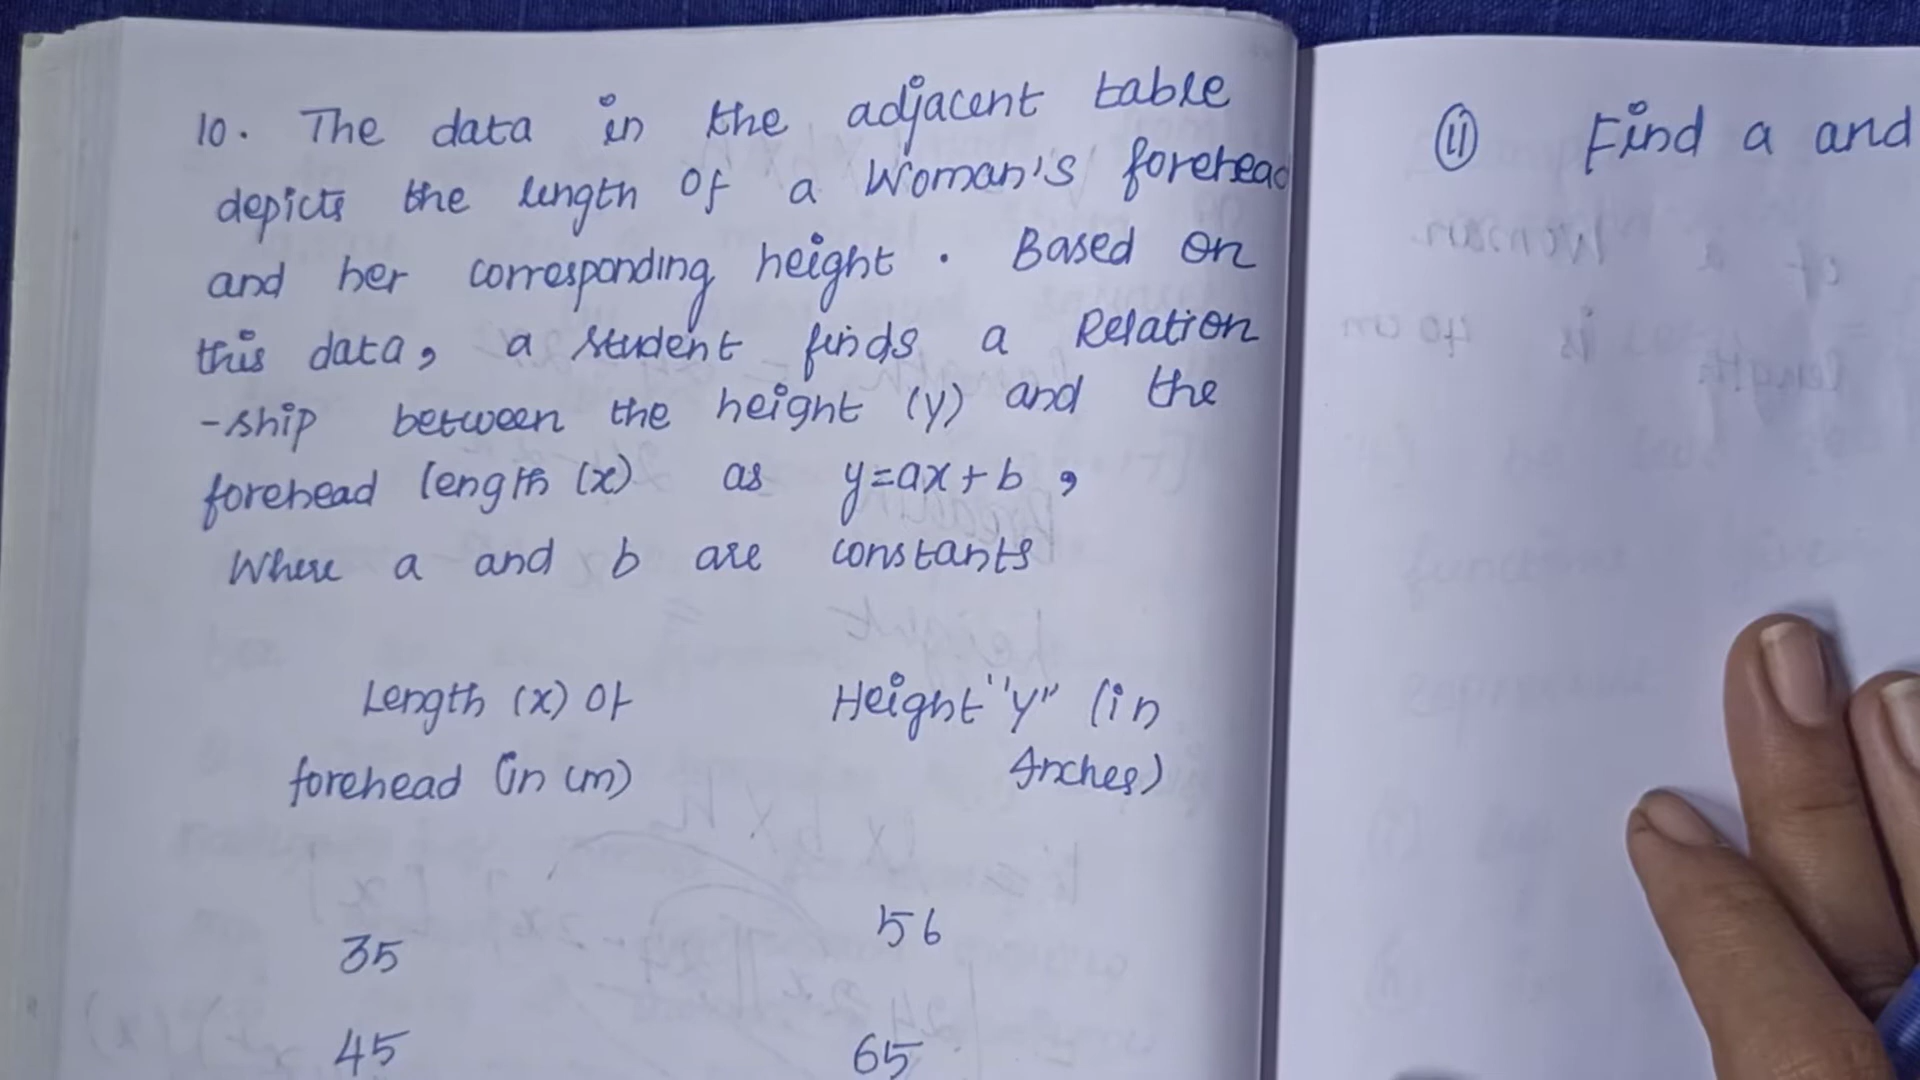 10. The data in the adjacent table
depicts the length of a Woman's forehead
and her corresponding height. Based on
this data, a student finds a Relation
-ship between the height (y) and the
forehead length (x) as y=ax+b,
Where a and b are constants
Length (x) of Height "y" (in
forehead (in cm) Inches)
35 56
45 65
(ii) Find a and